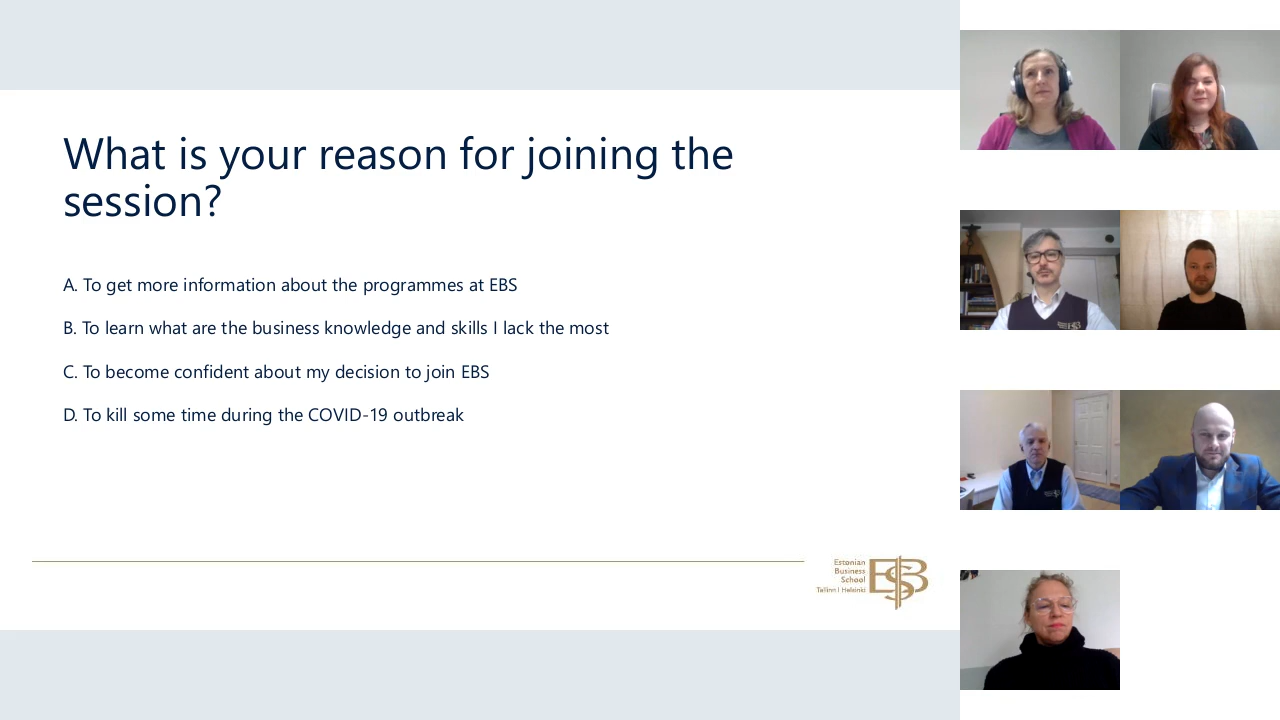 What is your reason for joining the
session?
A. To get more information about the programmes at EBS
B. To learn what are the business knowledge and skills I lack the most
C. To become confident about my decision to join EBS
D. To kill some time during the COVID-19 outbreak
Estonian
Business
School
Tallinn | Helsinki
EBS